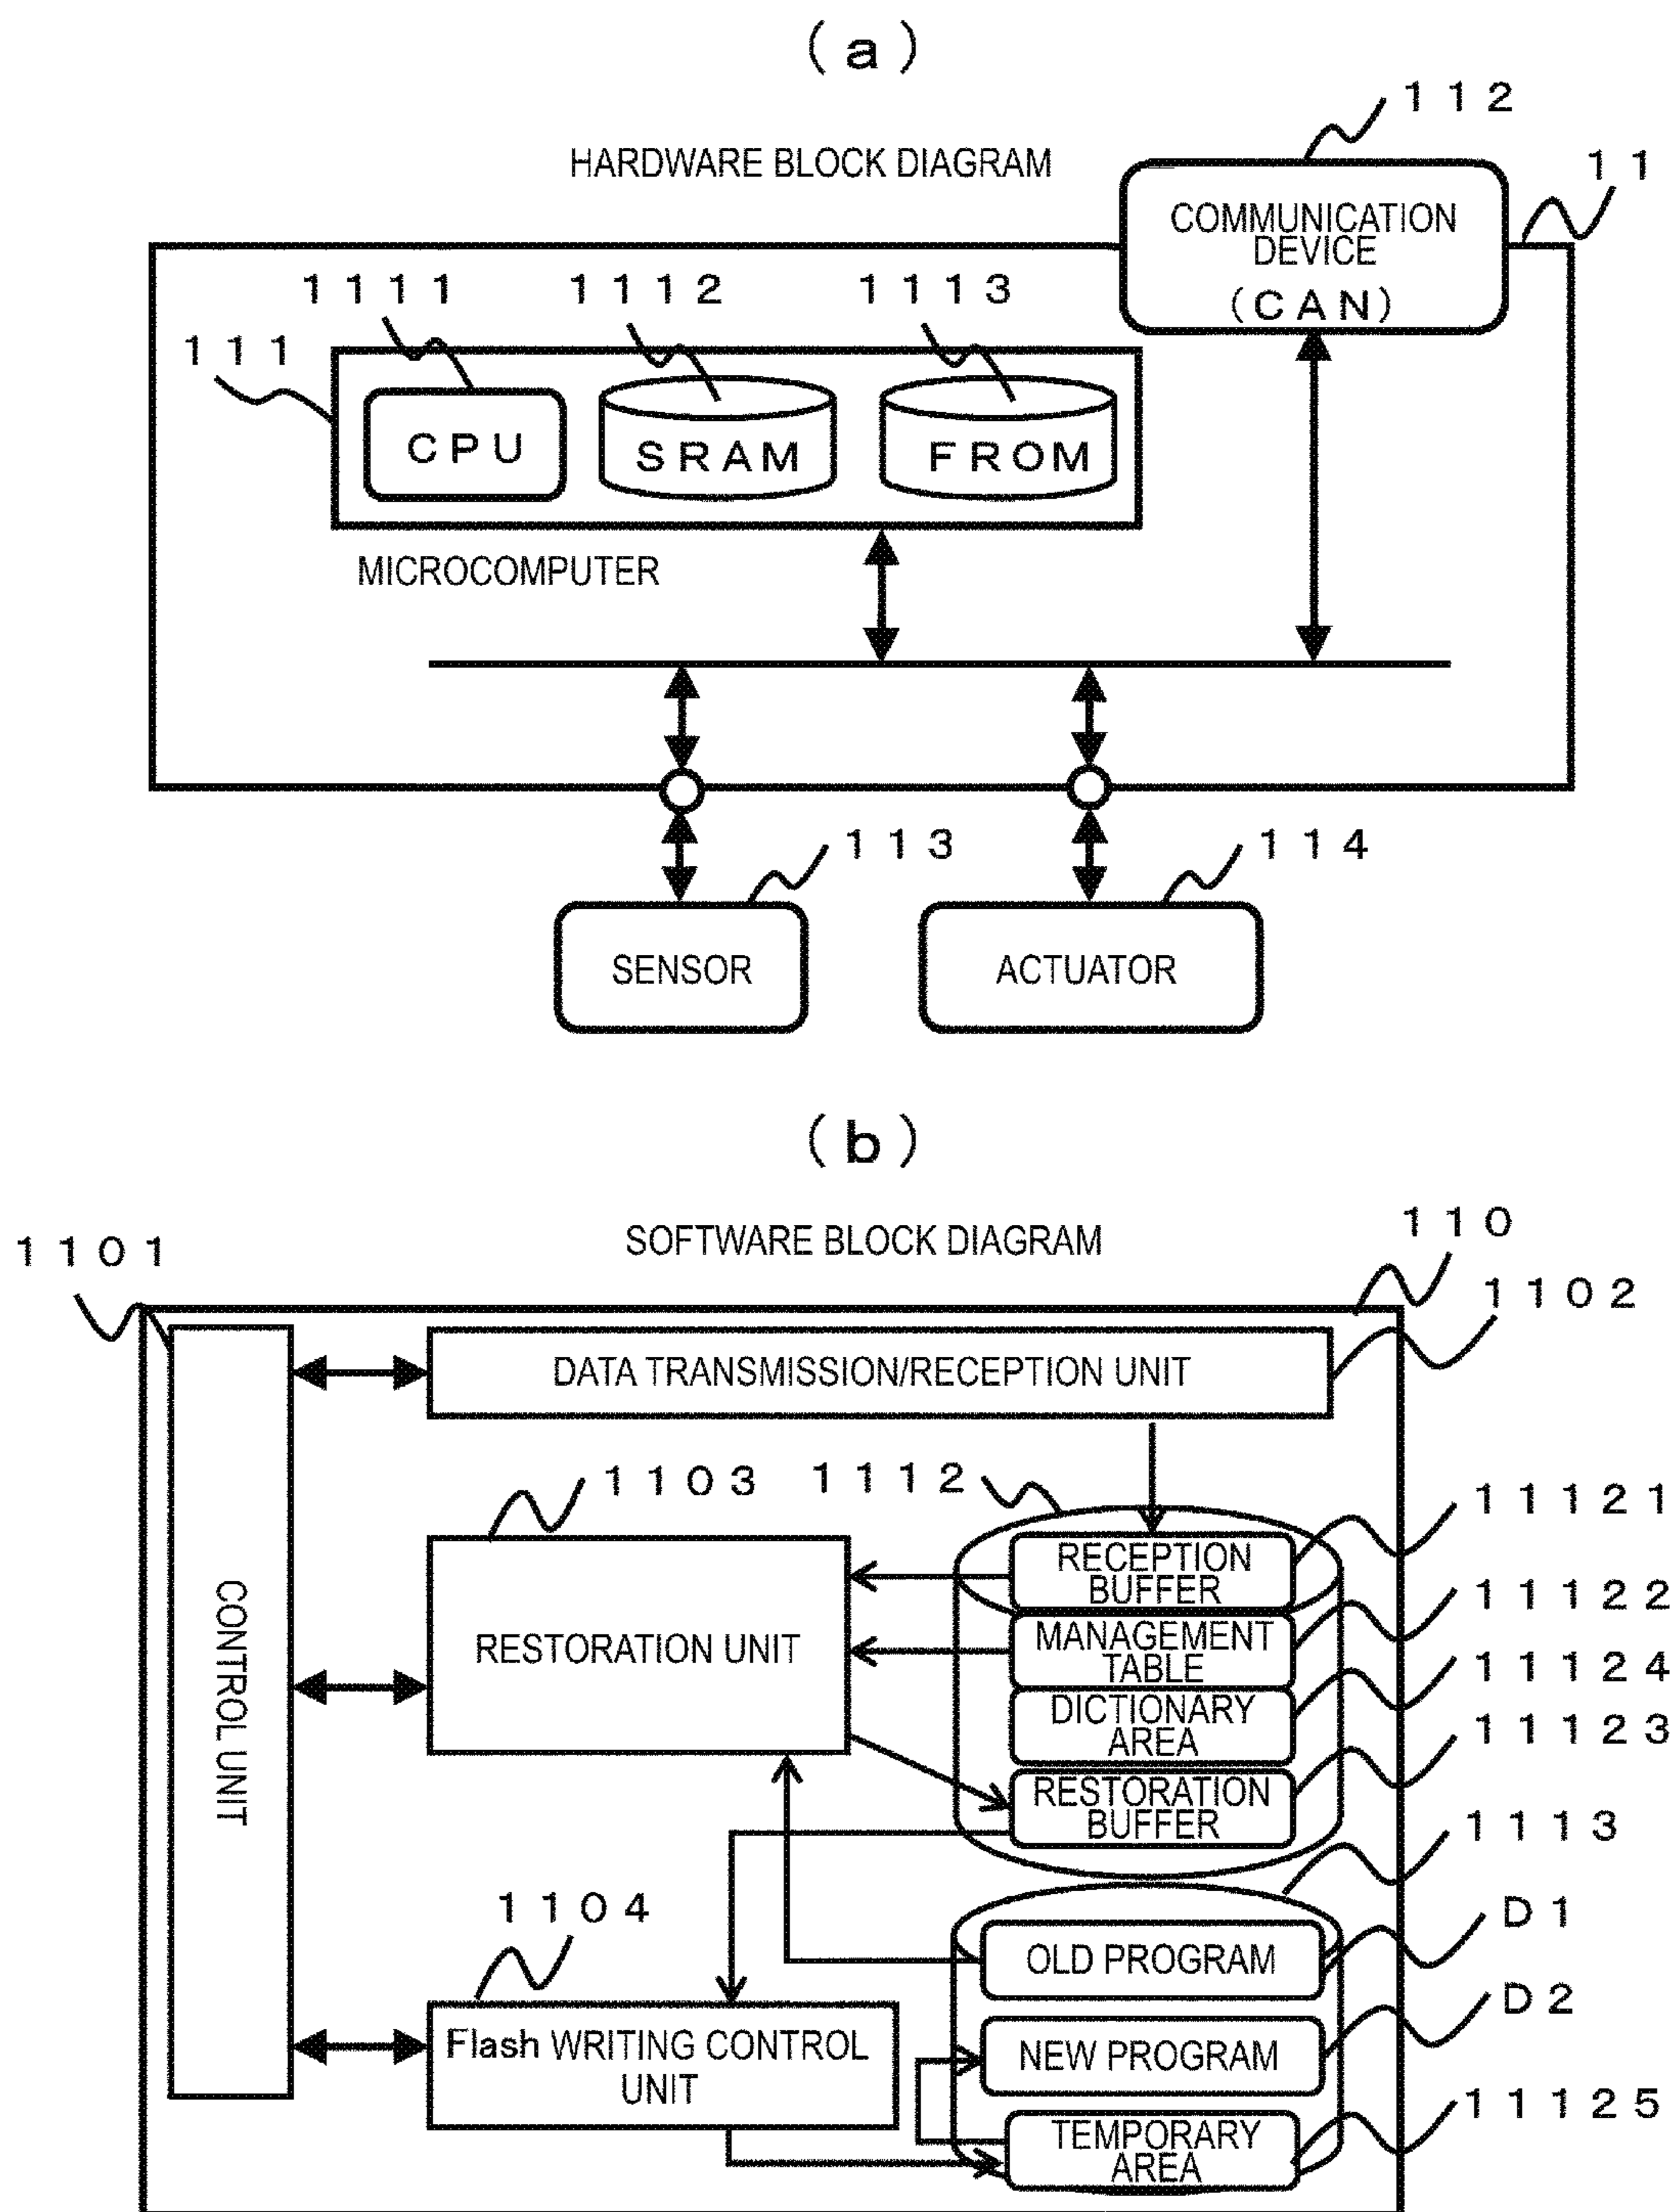 (a)
112
HARDWARE BLOCK DIAGRAM
11
COMMUNICATION
DEVICE
(CAN)
1111
1112
1113
111
CPU
SRAM
FROM
MICROCOMPUTER
113
114
SENSOR
ACTUATOR
(b)
110
SOFTWARE BLOCK DIAGRAM
1101
1102
DATA TRANSMISSION/RECEPTION UNIT
1103
1112
11121
RECEPTION
BUFFER
CONTROL UNIT
11122
RESTORATION UNIT
MANAGEMENT
TABLE
11124
DICTIONARY
AREA
11123
RESTORATION
BUFFER
1113
1104
D1
OLD PROGRAM
D2
Flash WRITING CONTROL
UNIT
NEW PROGRAM
11125
TEMPORARY
AREA